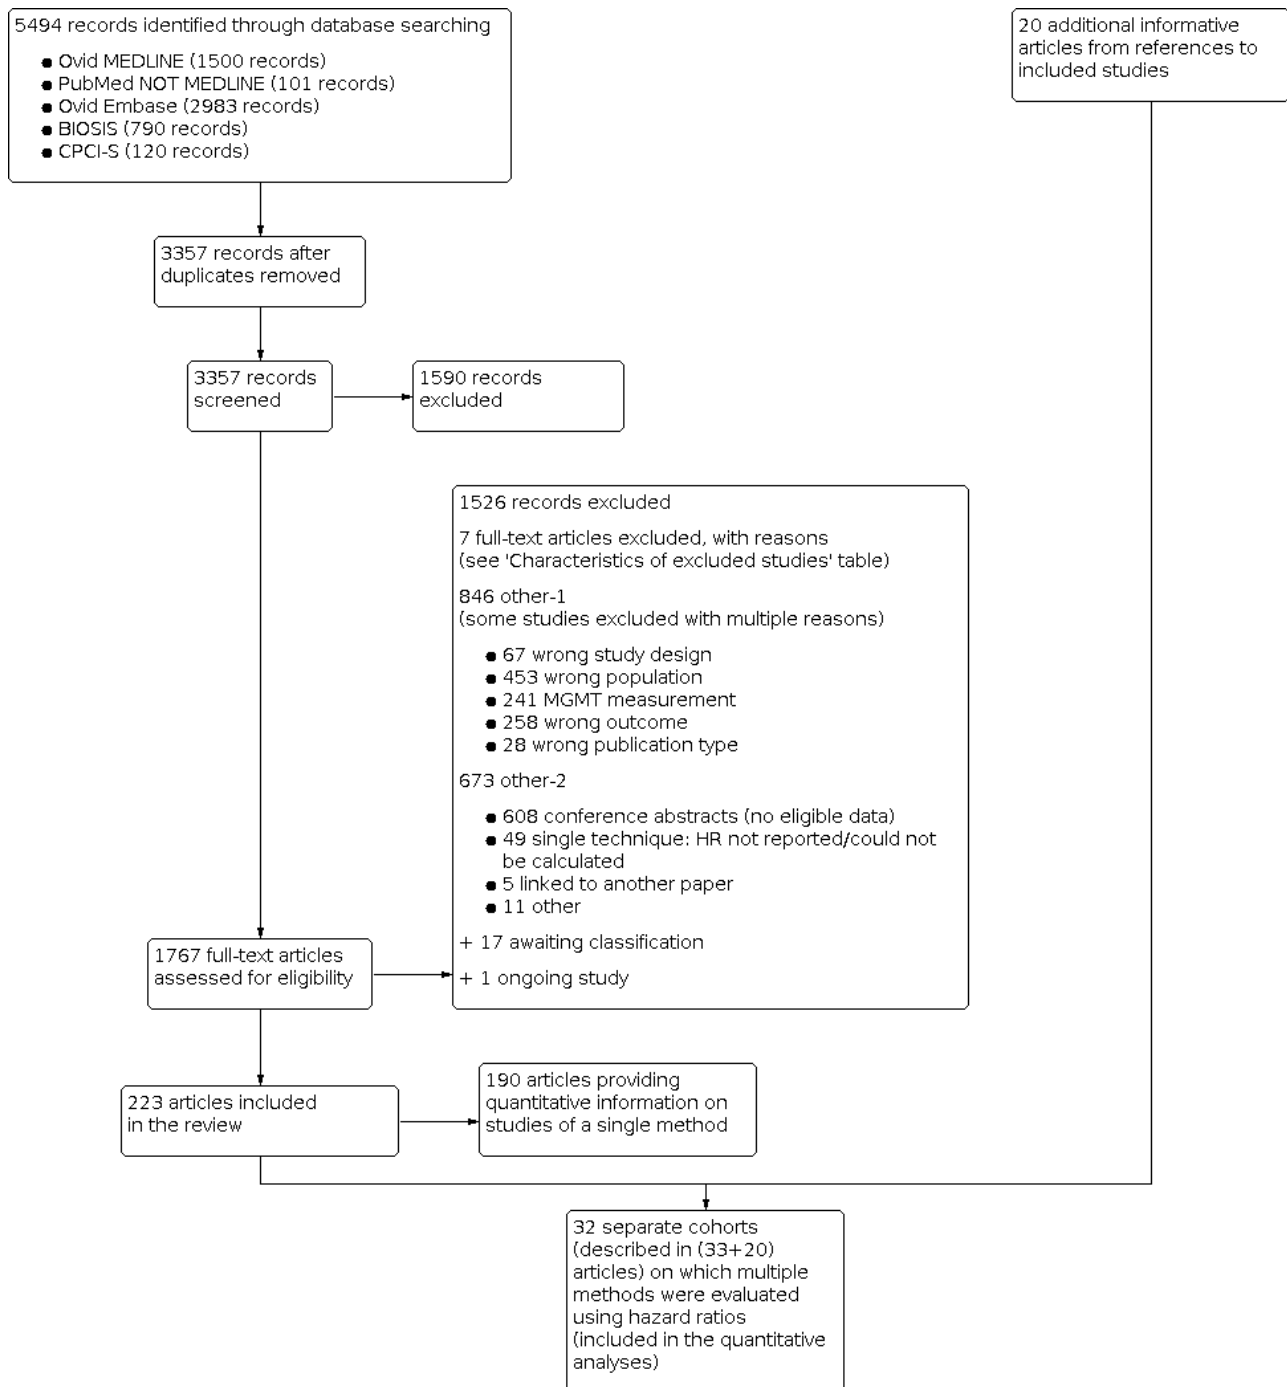 5494 records identified through database searching
● Ovid MEDLINE (1500 records)
● PubMed NOT MEDLINE (101 records)
● Ovid Embase (2983 records)
● BIOSIS (790 records)
● CPCI-S (120 records)
20 additional informative
articles from references to
included studies
3357 records after
duplicates removed
3357 records
screened
1590 records
excluded
1526 records excluded
7 full-text articles excluded, with reasons
(see 'Characteristics of excluded studies' table)
846 other-1
(some studies excluded with multiple reasons)
● 67 wrong study design
● 453 wrong population
● 241 MGMT measurement
● 258 wrong outcome
● 28 wrong publication type
673 other-2
● 608 conference abstracts (no eligible data)
● 49 single technique: HR not reported/could not
be calculated
● 5 linked to another paper
● 11 other
+ 17 awaiting classification
+ 1 ongoing study
1767 full-text articles
assessed for eligibility
223 articles included
in the review
190 articles providing
quantitative information on
studies of a single method
32 separate cohorts
(described in (33+20)
articles) on which multiple
methods were evaluated
using hazard ratios
(included in the quantitative
analyses)